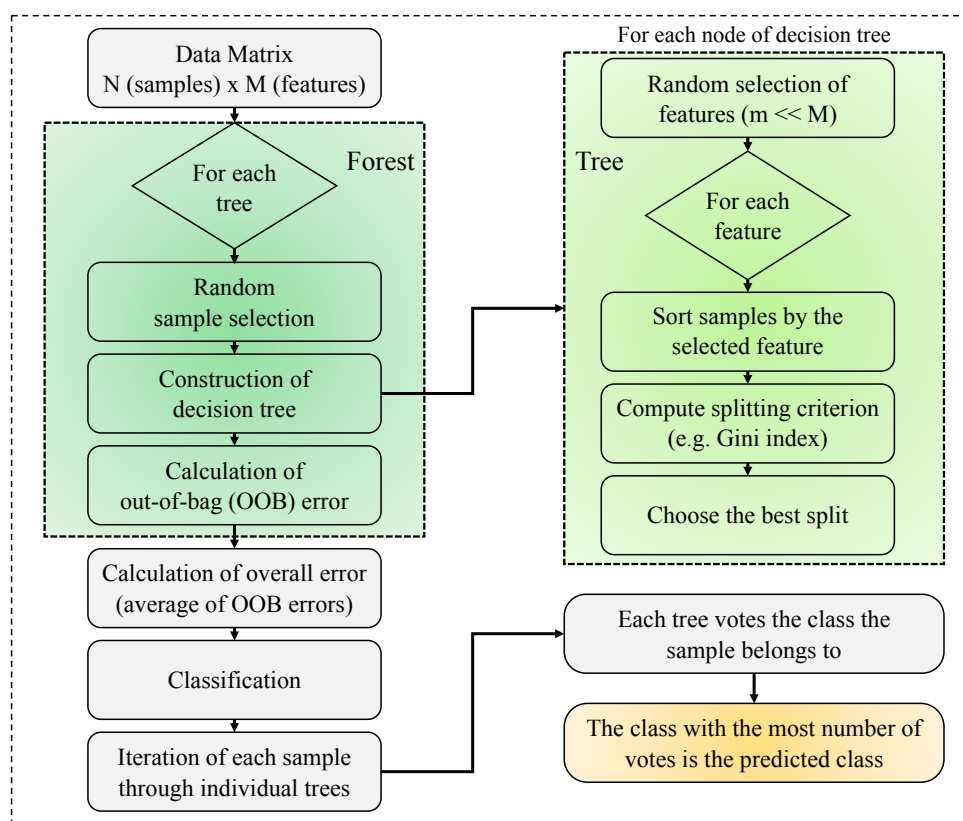 Data Matrix
N (samples) x M (features)
Forest
For each
tree
Random
sample selection
Construction of
decision tree
Calculation of
out-of-bag (OOB) error
Calculation of overall error
(average of OOB errors)
Classification
Iteration of each sample
through individual trees
For each node of decision tree
Random selection of
features (m << M)
Tree
For each
feature
Sort samples by the
selected feature
Compute splitting criterion
(e.g. Gini index)
Choose the best split
Each tree votes the class the
sample belongs to
The class with the most number of
votes is the predicted class